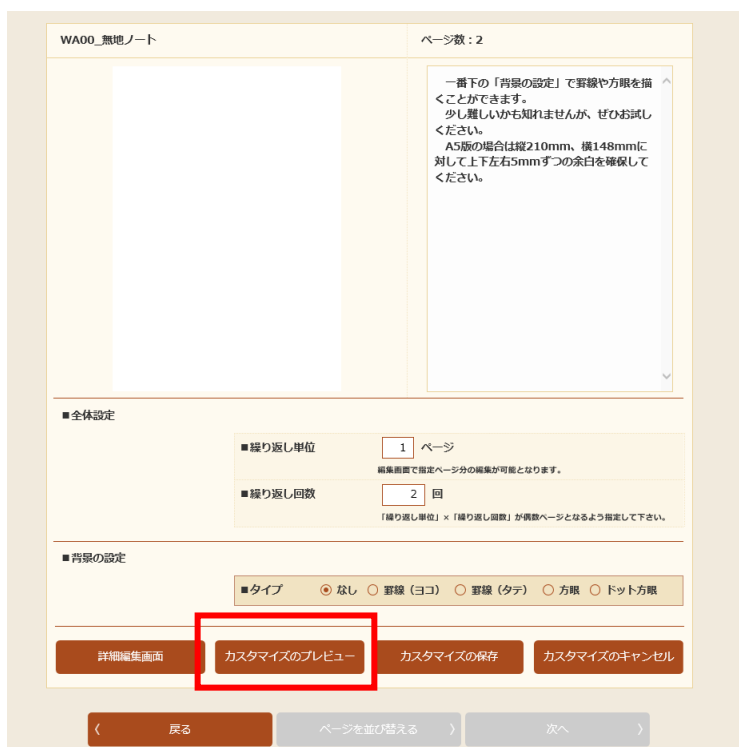 WA00_無地ノート
ページ数：2
一番下の「背景の設定」で罫線や方眼を描
くことができます。
少し難しいかも知れませんが、ぜひお試し
ください。
A5版の場合は縦210mm、横148mmに
対して上下左右5mmずつの余白を確保して
ください。
■全体設定
■繰り返し単位 1 ページ
編集画面で指定ページ分の編集が可能となります。
■繰り返し回数 2 回
「繰り返し単位」×「繰り返し回数」が偶数ページとなるよう指定して下さい。
■背景の設定
■タイプ なし 罫線（ヨコ） 罫線（タテ） 方眼 ドット方眼
詳細編集画面 カスタマイズのプレビュー カスタマイズの保存 カスタマイズのキャンセル
〈 戻る ページを並び替える 〉 次へ 〉